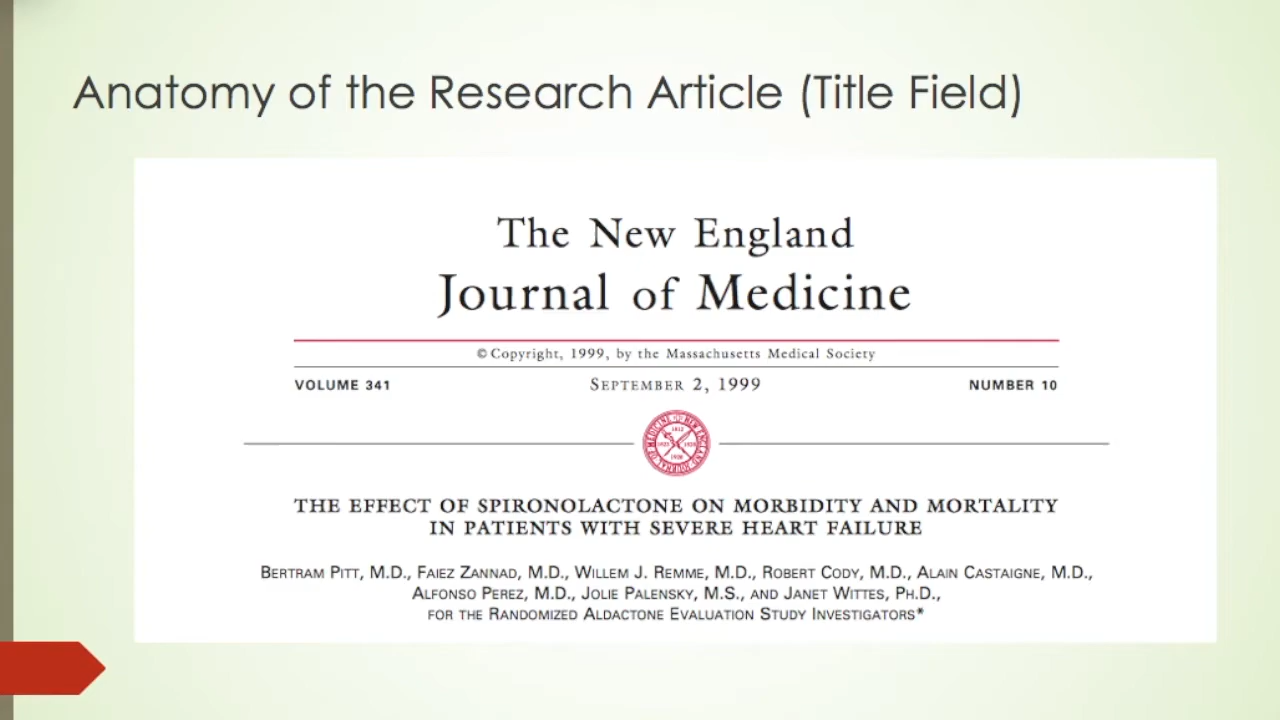 Anatomy of the Research Article (Title Field)
The New England
Journal of Medicine
© Copyright, 1999, by the Massachusetts Medical Society
VOLUME 341 SEPTEMBER 2, 1999 NUMBER 10
1812
THE EFFECT OF SPIRONOLACTONE ON MORBIDITY AND MORTALITY
IN PATIENTS WITH SEVERE HEART FAILURE
BERTRAM PITT, M.D., FAIEZ ZANNAD, M.D., WILLEM J. REMME, M.D., ROBERT CODY, M.D., ALAIN CASTAIGNE, M.D.,
ALFONSO PEREZ, M.D., JOLIE PALENSKY, M.S., AND JANET WITTES, PH.D.,
FOR THE RANDOMIZED ALDACTONE EVALUATION STUDY INVESTIGATORS*